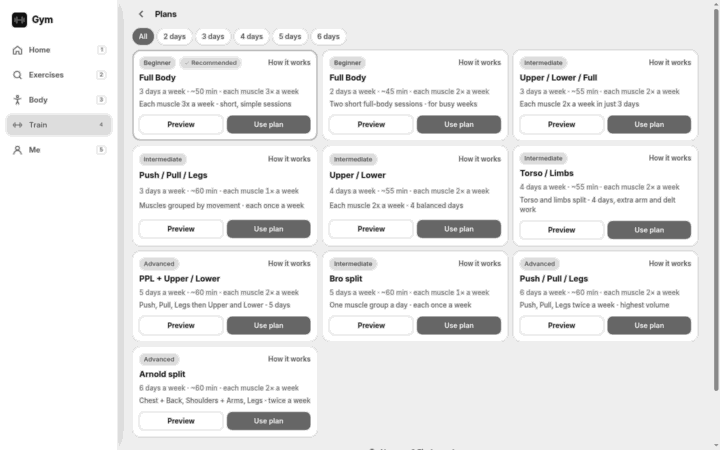 Gym
Home 1
Exercises 2
Body 3
Train 4
Me 5
Plans
All 2 days 3 days 4 days 5 days 6 days
Beginner ✓ Recommended How it works
Full Body
3 days a week · ~50 min · each muscle 3× a week
Each muscle 3x a week · short, simple sessions
Preview Use plan
Beginner How it works
Full Body
2 days a week · ~45 min · each muscle 2× a week
Two short full-body sessions · for busy weeks
Preview Use plan
Intermediate How it works
Upper / Lower / Full
3 days a week · ~55 min · each muscle 2× a week
Each muscle 2x a week in just 3 days
Preview Use plan
Intermediate How it works
Push / Pull / Legs
3 days a week · ~60 min · each muscle 1× a week
Muscles grouped by movement · each once a week
Preview Use plan
Intermediate How it works
Upper / Lower
4 days a week · ~55 min · each muscle 2× a week
Each muscle 2x a week · 4 balanced days
Preview Use plan
Intermediate How it works
Torso / Limbs
4 days a week · ~55 min · each muscle 2× a week
Torso and limbs split · 4 days, extra arm and delt
work
Preview Use plan
Advanced How it works
PPL + Upper / Lower
5 days a week · ~60 min · each muscle 2× a week
Push, Pull, Legs then Upper and Lower · 5 days
Preview Use plan
Intermediate How it works
Bro split
5 days a week · ~60 min · each muscle 1× a week
One muscle group a day · each once a week
Preview Use plan
Advanced How it works
Push / Pull / Legs
6 days a week · ~60 min · each muscle 2× a week
Push, Pull, Legs twice a week · highest volume
Preview Use plan
Advanced How it works
Arnold split
6 days a week · ~60 min · each muscle 2× a week
Chest + Back, Shoulders + Arms, Legs · twice a week
Preview Use plan